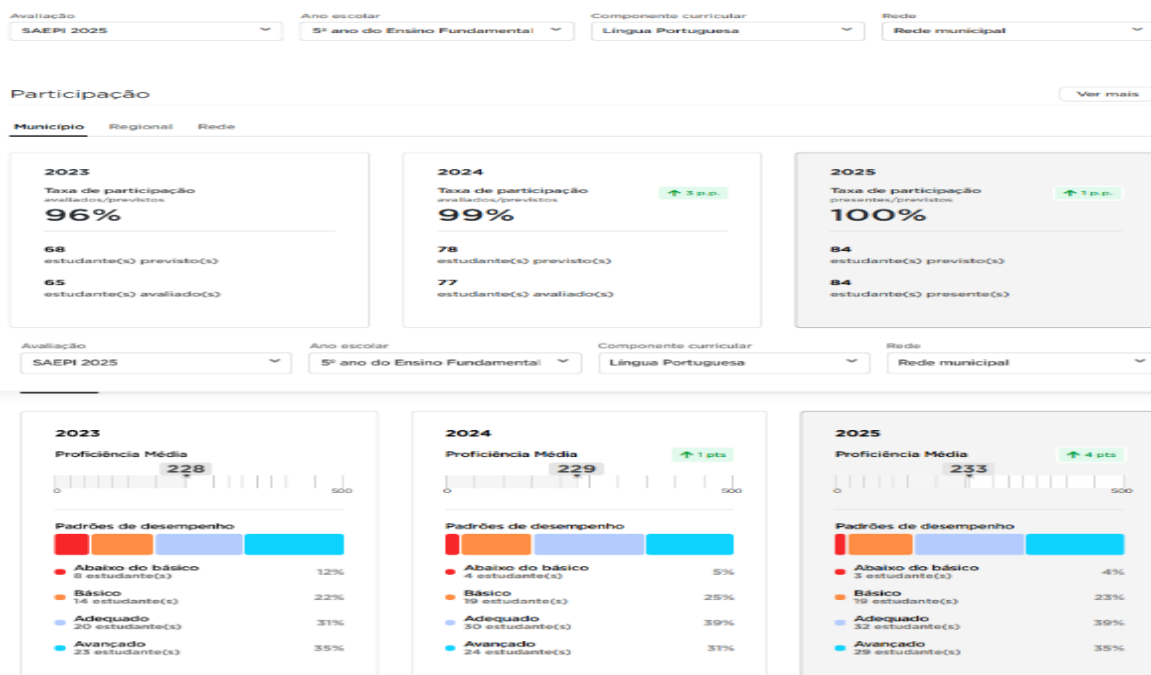 Avaliação
Ano escolar
Componente curricular
Rede
SAEPI 2025
5º ano do Ensino Fundamental
Língua Portuguesa
Rede municipal
Participação
Ver mais
Município
Regional
Rede
2023
Taxa de participação
avaliados/previstos
96%
68
estudante(s) previsto(s)
65
estudante(s) avaliado(s)
2024
Taxa de participação
avaliados/previstos
3 p.p.
99%
78
estudante(s) previsto(s)
77
estudante(s) avaliado(s)
2025
Taxa de participação
presentes/previstos
1 p.p.
100%
84
estudante(s) previsto(s)
84
estudante(s) presente(s)
Avaliação
Ano escolar
Componente curricular
Rede
SAEPI 2025
5º ano do Ensino Fundamental
Língua Portuguesa
Rede municipal
2023
Proficiência Média
228
0
500
Padrões de desempenho
Abaixo do básico
8 estudante(s)
12%
Básico
14 estudante(s)
22%
Adequado
20 estudante(s)
31%
Avançado
23 estudante(s)
35%
2024
Proficiência Média
1 pts
229
0
500
Padrões de desempenho
Abaixo do básico
4 estudante(s)
5%
Básico
19 estudante(s)
25%
Adequado
30 estudante(s)
39%
Avançado
24 estudante(s)
31%
2025
Proficiência Média
4 pts
233
0
500
Padrões de desempenho
Abaixo do básico
3 estudante(s)
4%
Básico
19 estudante(s)
23%
Adequado
32 estudante(s)
39%
Avançado
29 estudante(s)
35%